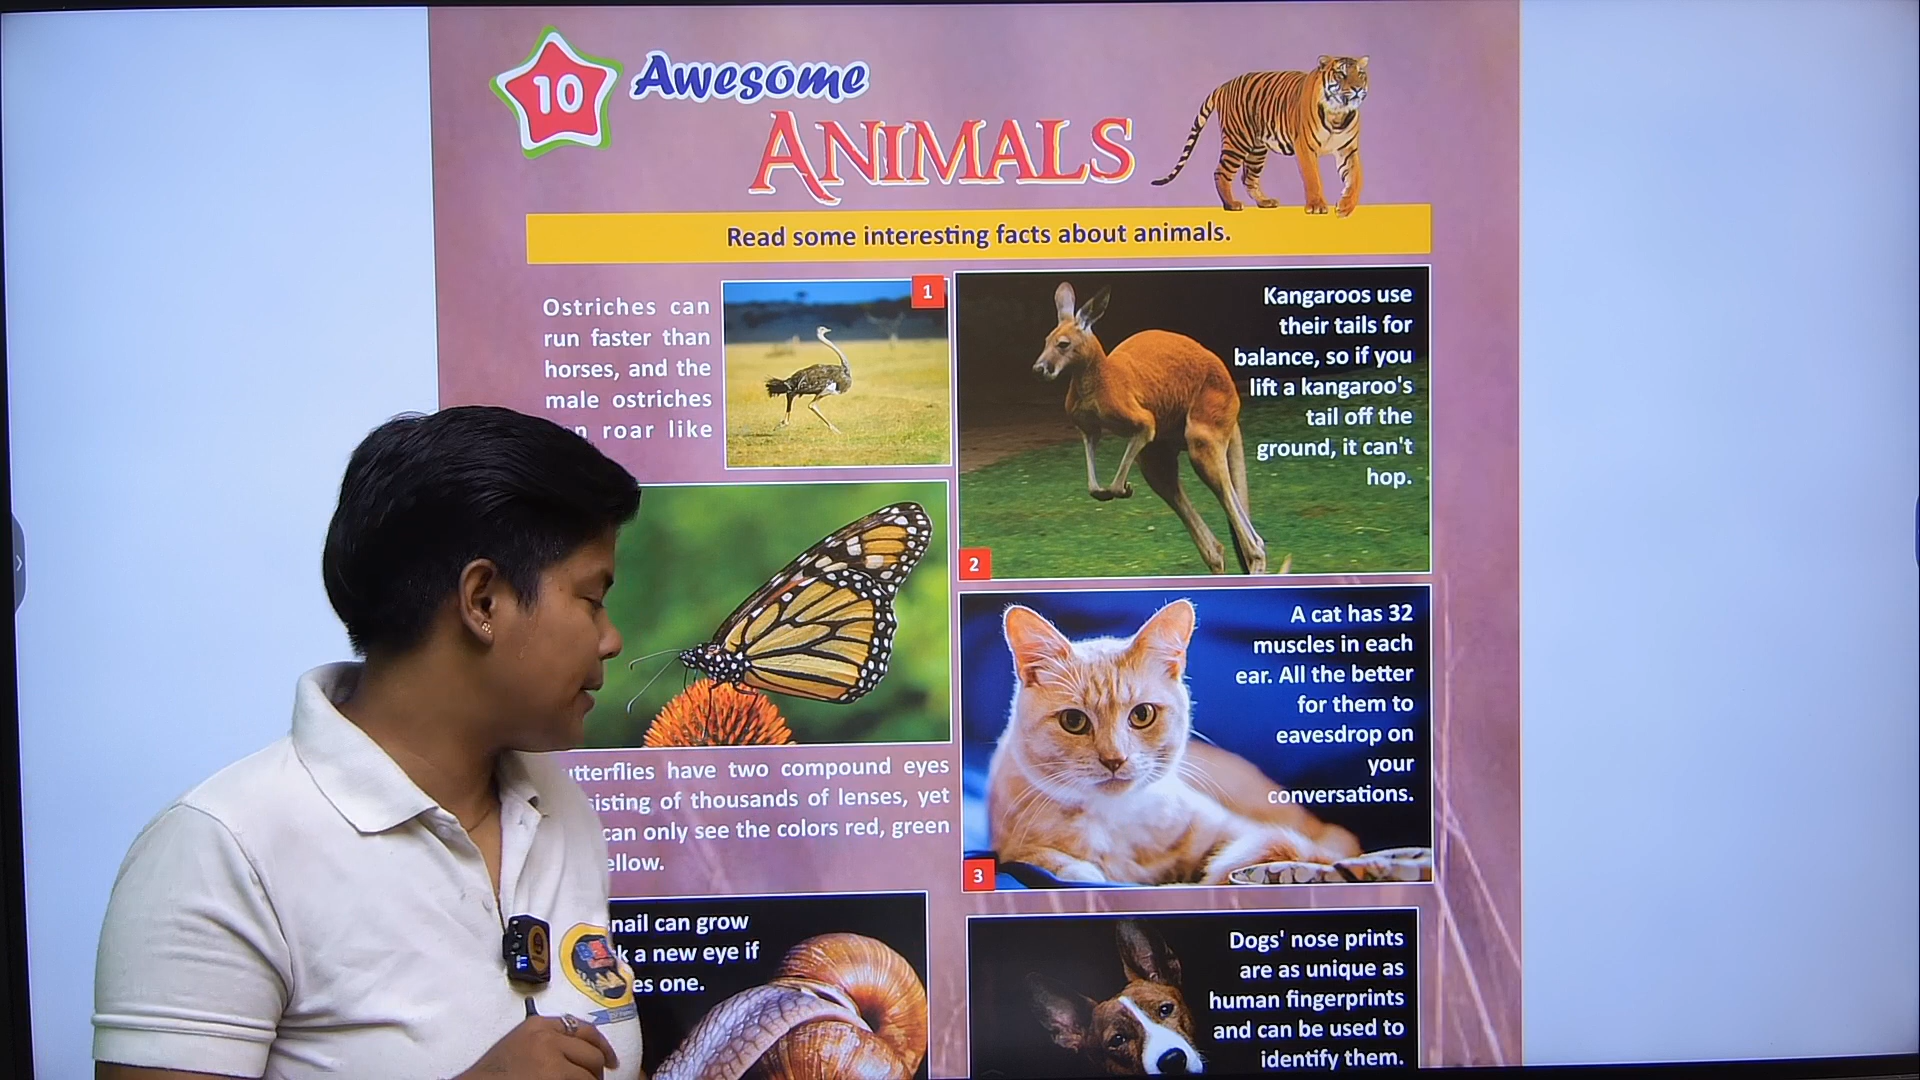 10
Awesome
ANIMALS
Read some interesting facts about animals.
Ostriches can
run faster than
horses, and the
male ostriches
roar like
1
Kangaroos use
their tails for
balance, so if you
lift a kangaroo's
tail off the
ground, it can't
hop.
2
A cat has 32
muscles in each
ear. All the better
for them to
eavesdrop on
your
conversations.
3
have two compound eyes
of thousands of lenses, yet
can only see the colors red, green
can grow
a new eye if
one.
Dogs' nose prints
are as unique as
human fingerprints
and can be used to
identify them.